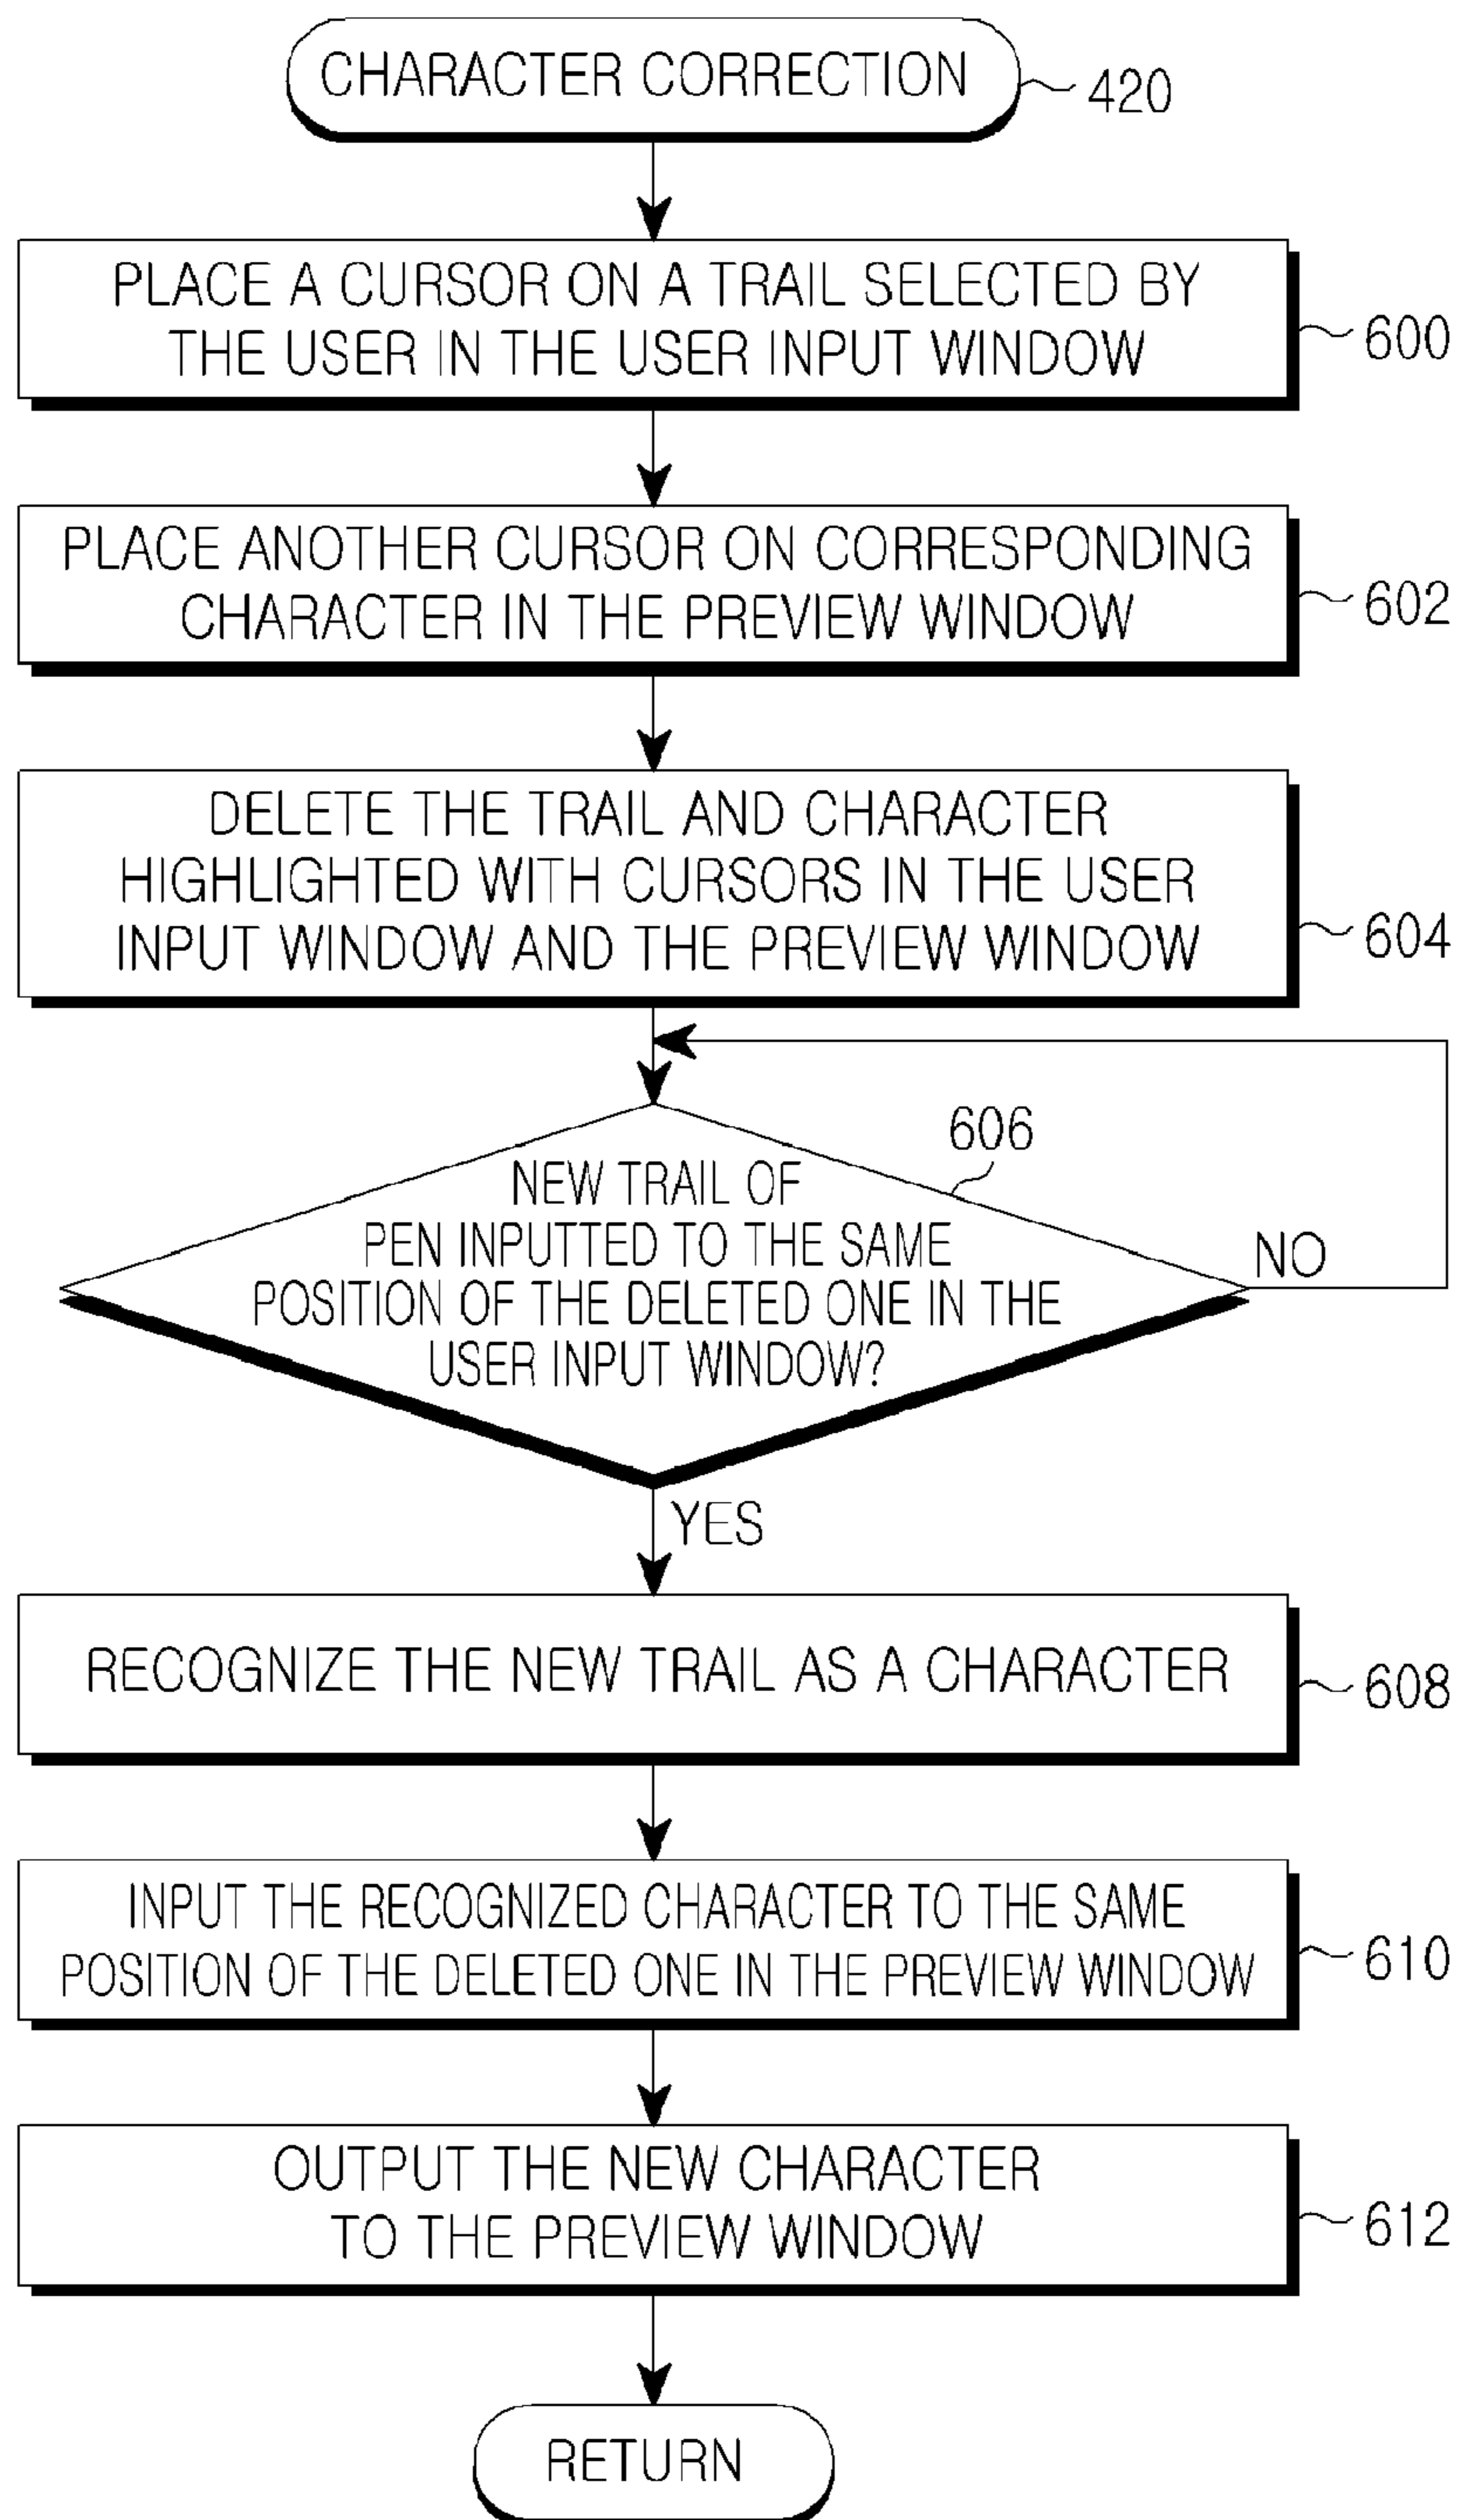 CHARACTER CORRECTION
420
PLACE A CURSOR ON A TRAIL SELECTED BY
THE USER IN THE USER INPUT WINDOW
600
PLACE ANOTHER CURSOR ON CORRESPONDING
CHARACTER IN THE PREVIEW WINDOW
602
DELETE THE TRAIL AND CHARACTER
HIGHLIGHTED WITH CURSORS IN THE USER
INPUT WINDOW AND THE PREVIEW WINDOW
604
606
NEW TRAIL OF
PEN INPUTTED TO THE SAME
POSITION OF THE DELETED ONE IN THE
USER INPUT WINDOW?
NO
YES
RECOGNIZE THE NEW TRAIL AS A CHARACTER
608
INPUT THE RECOGNIZED CHARACTER TO THE SAME
POSITION OF THE DELETED ONE IN THE PREVIEW WINDOW
610
OUTPUT THE NEW CHARACTER
TO THE PREVIEW WINDOW
612
RETURN